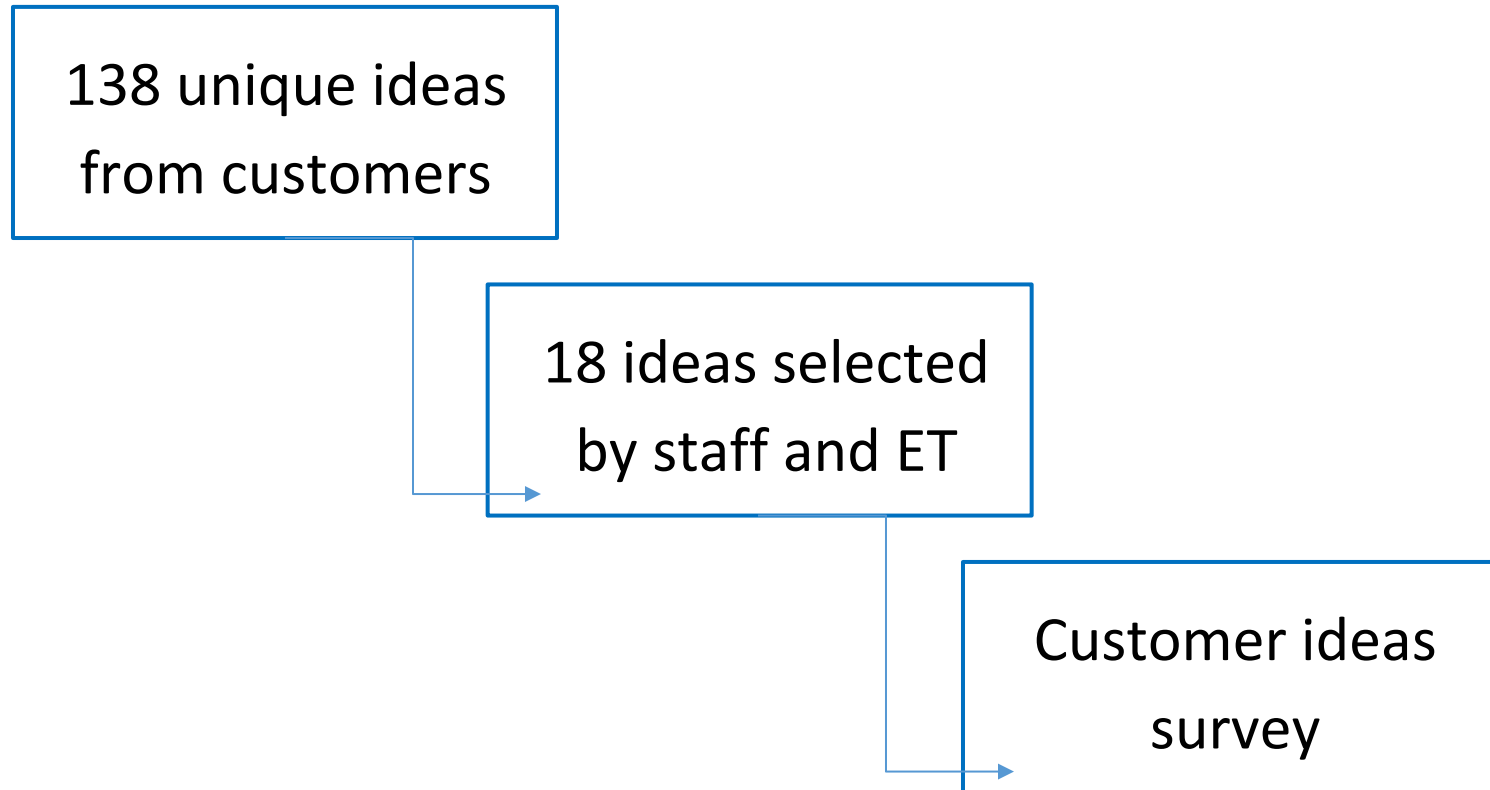 138 unique ideas
from customers
18 ideas selected
by staff and ET
Customer ideas
survey